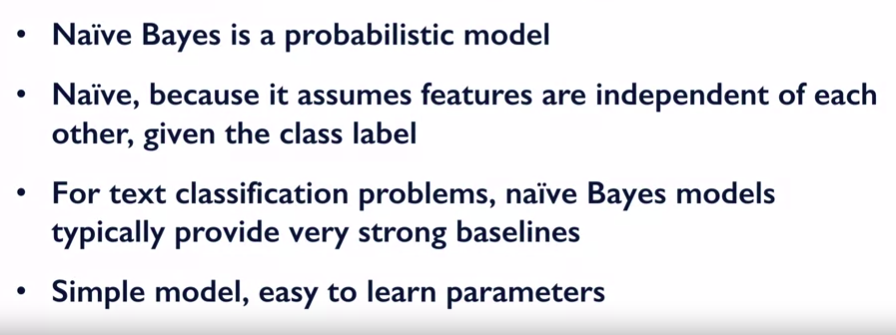 • Naïve Bayes is a probabilistic model
• Naïve, because it assumes features are independent of each
other, given the class label
• For text classification problems, naïve Bayes models
typically provide very strong baselines
• Simple model, easy to learn parameters